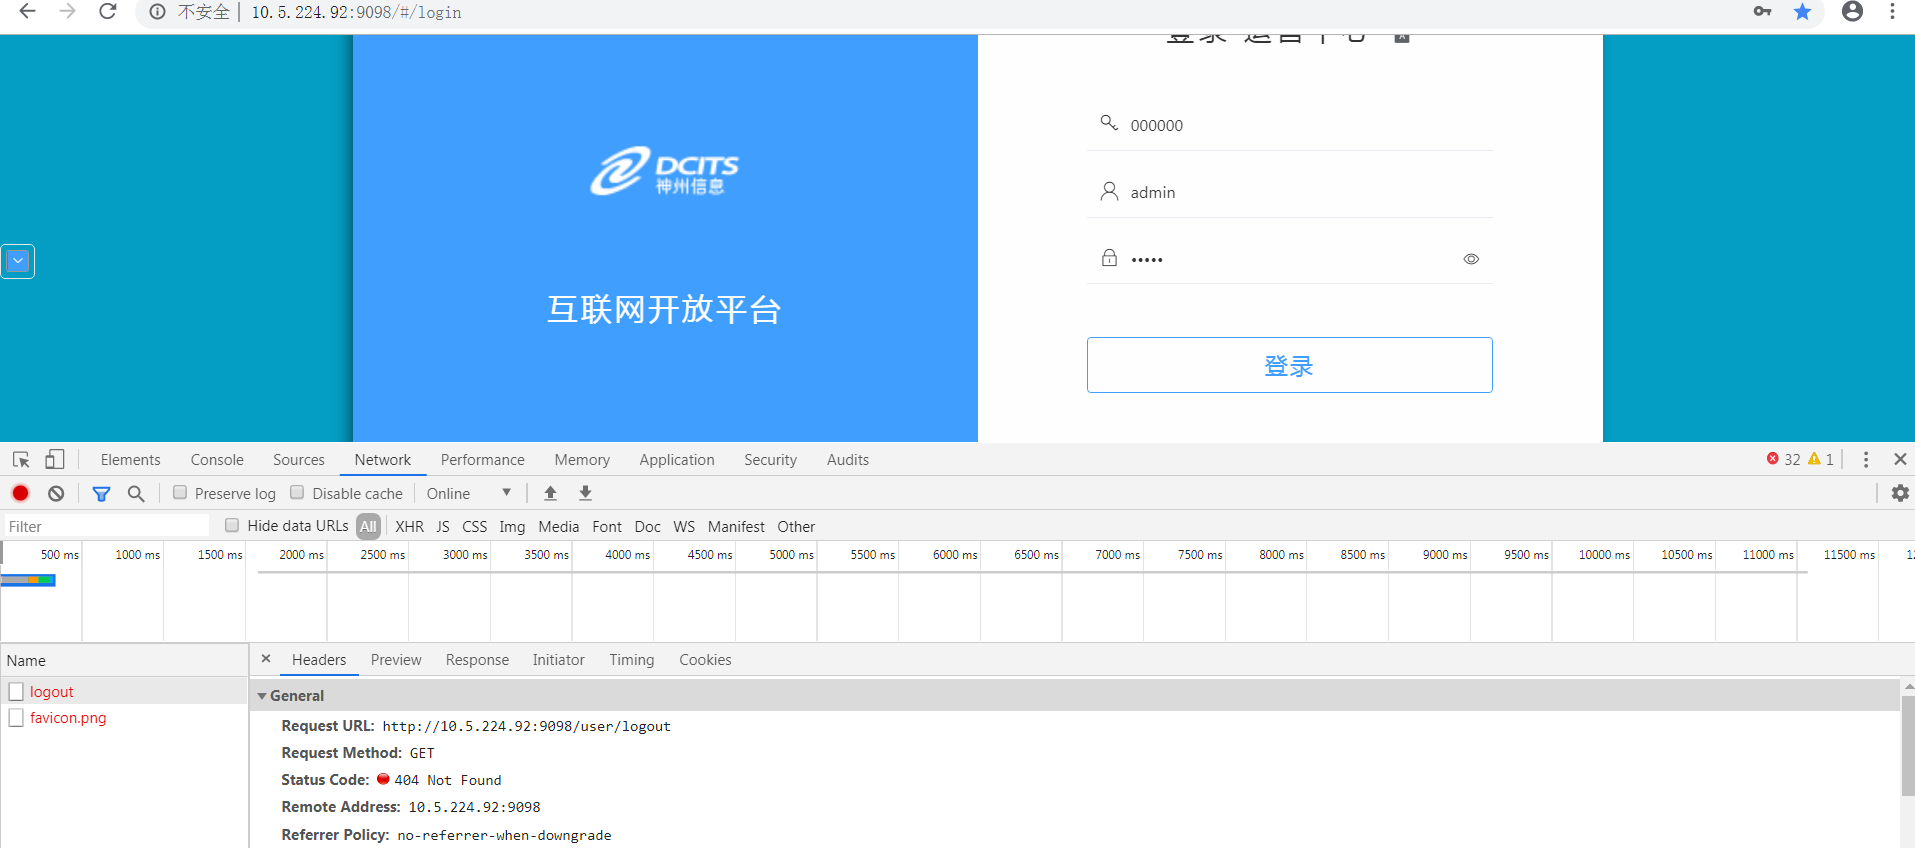 不安全 | 10.5.224.92:9098/#/login
登录 运营中心
DCITS
神州信息
互联网开放平台
000000
admin
•••••
登录
Elements Console Sources Network Performance Memory Application Security Audits 32 1
Preserve log Disable cache Online
Filter Hide data URLs All XHR JS CSS Img Media Font Doc WS Manifest Other
500 ms 1000 ms 1500 ms 2000 ms 2500 ms 3000 ms 3500 ms 4000 ms 4500 ms 5000 ms 5500 ms 6000 ms 6500 ms 7000 ms 7500 ms 8000 ms 8500 ms 9000 ms 9500 ms 10000 ms 10500 ms 11000 ms 11500 ms
Name
logout
favicon.png
Headers Preview Response Initiator Timing Cookies
General
Request URL: http://10.5.224.92:9098/user/logout
Request Method: GET
Status Code: 404 Not Found
Remote Address: 10.5.224.92:9098
Referrer Policy: no-referrer-when-downgrade